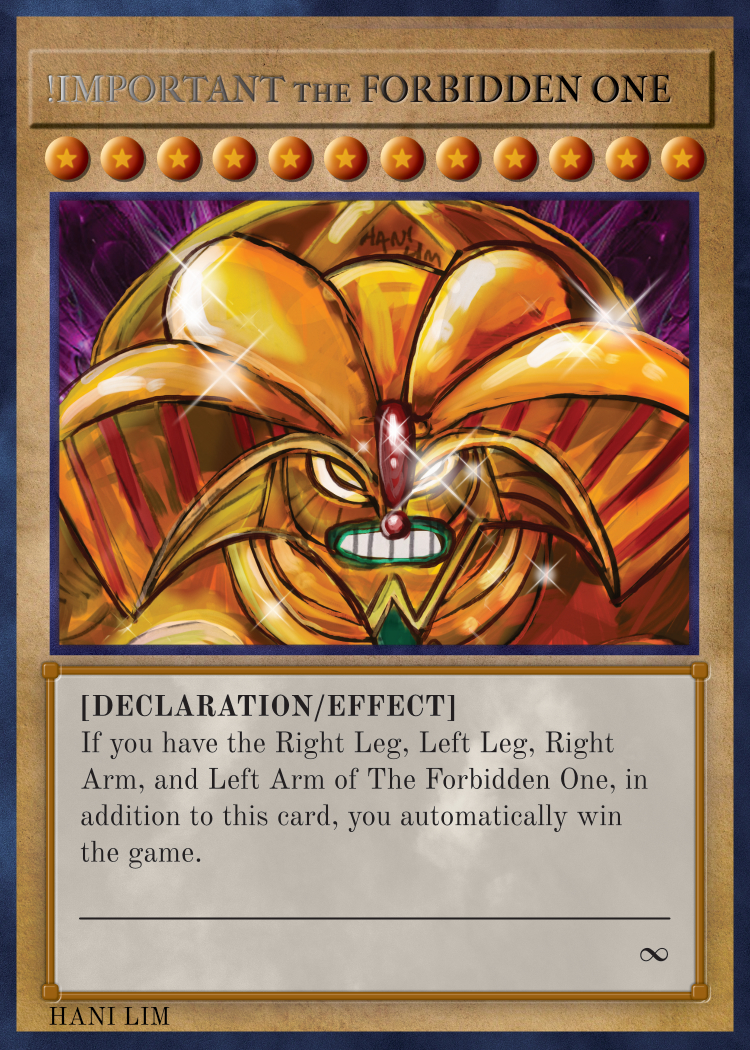 !IMPORTANT THE FORBIDDEN ONE
HANI
LIM
[DECLARATION/EFFECT]
If you have the Right Leg, Left Leg, Right
Arm, and Left Arm of The Forbidden One, in
addition to this card, you automatically win
the game.
∞
HANI LIM